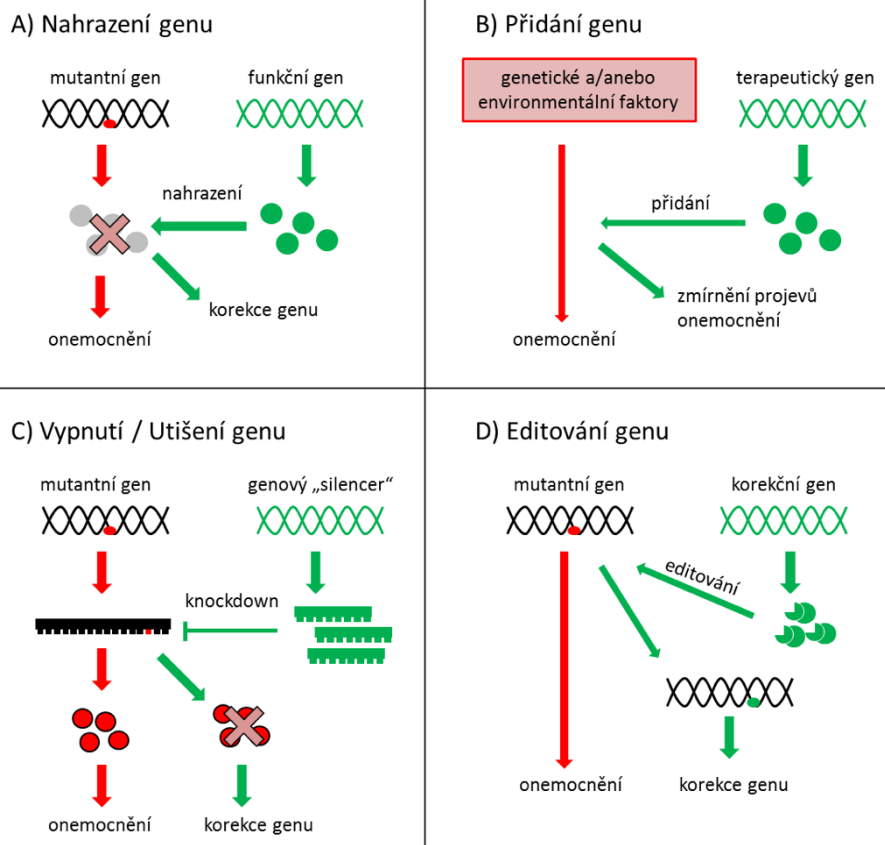 A) Nahrazení genu
mutantní gen
funkční gen
nahrazení
korekce genu
onemocnění
B) Přidání genu
genetické a/anebo
environmentální faktory
terapeutický gen
přidání
zmírnění projevů
onemocnění
onemocnění
C) Vypnutí / Utišení genu
mutantní gen
genový „silencer“
knockdown
onemocnění
korekce genu
D) Editování genu
mutantní gen
korekční gen
editování
onemocnění
korekce genu